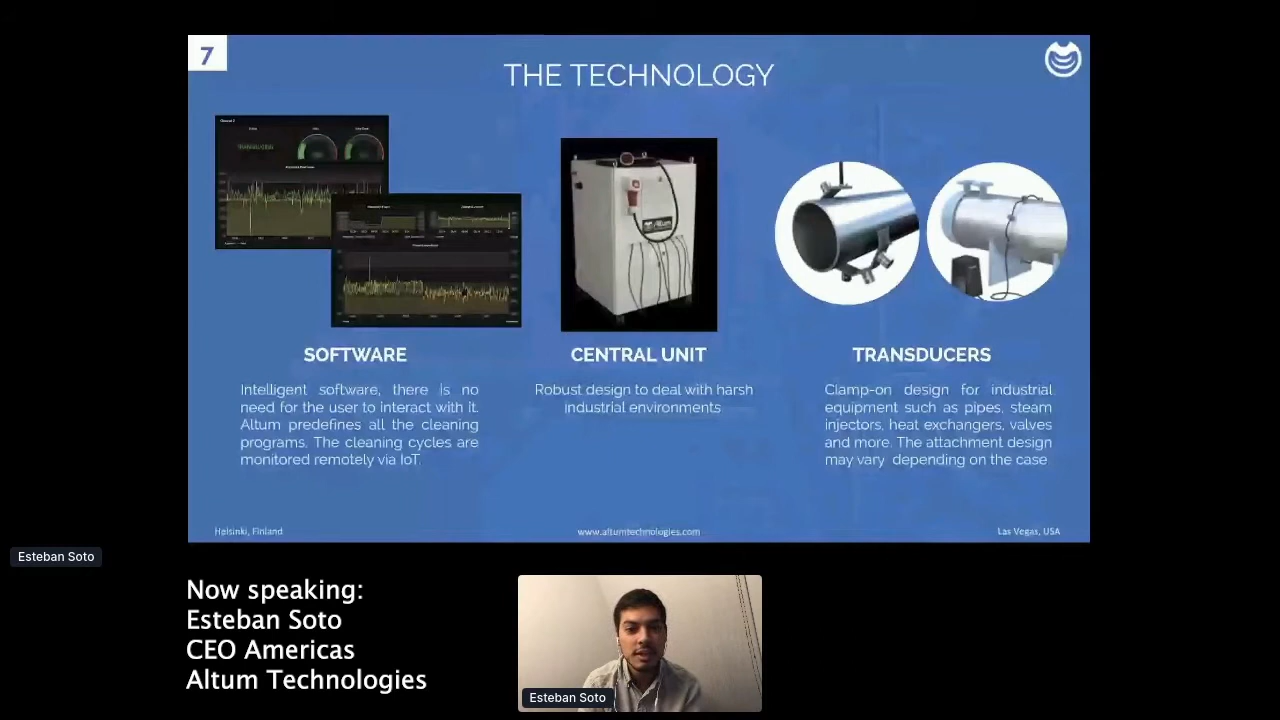 7
THE TECHNOLOGY
SOFTWARE
Intelligent software, there is no
need for the user to interact with it.
Altum predefines all the cleaning
programs. The cleaning cycles are
monitored remotely via IoT.
CENTRAL UNIT
Robust design to deal with harsh
industrial environments
TRANSDUCERS
Clamp-on design for industrial
equipment such as pipes, steam
injectors, heat exchangers, valves
and more. The attachment design
may vary depending on the case
Helsinki, Finland
www.altumtechnologies.com
Las Vegas, USA
Esteban Soto
Now speaking:
Esteban Soto
CEO Americas
Altum Technologies
Esteban Soto